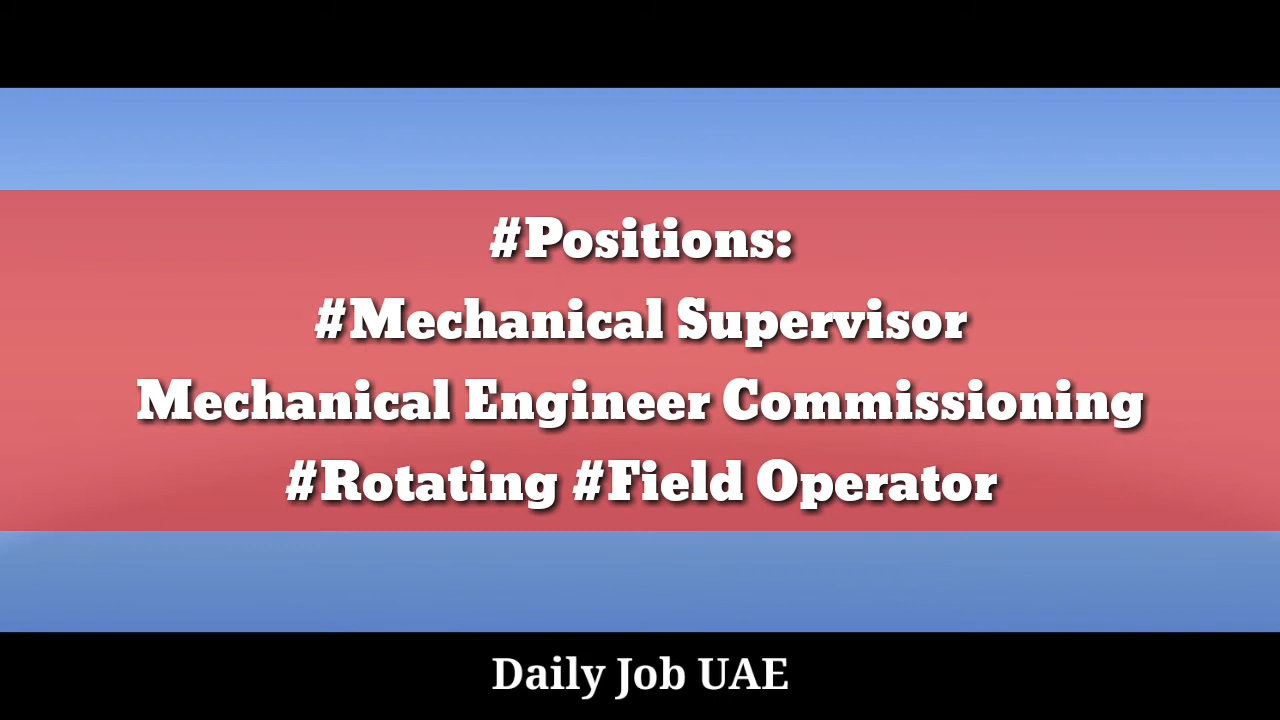 #Positions:
#Mechanical Supervisor
Mechanical Engineer Commissioning
#Rotating #Field Operator
Daily Job UAE